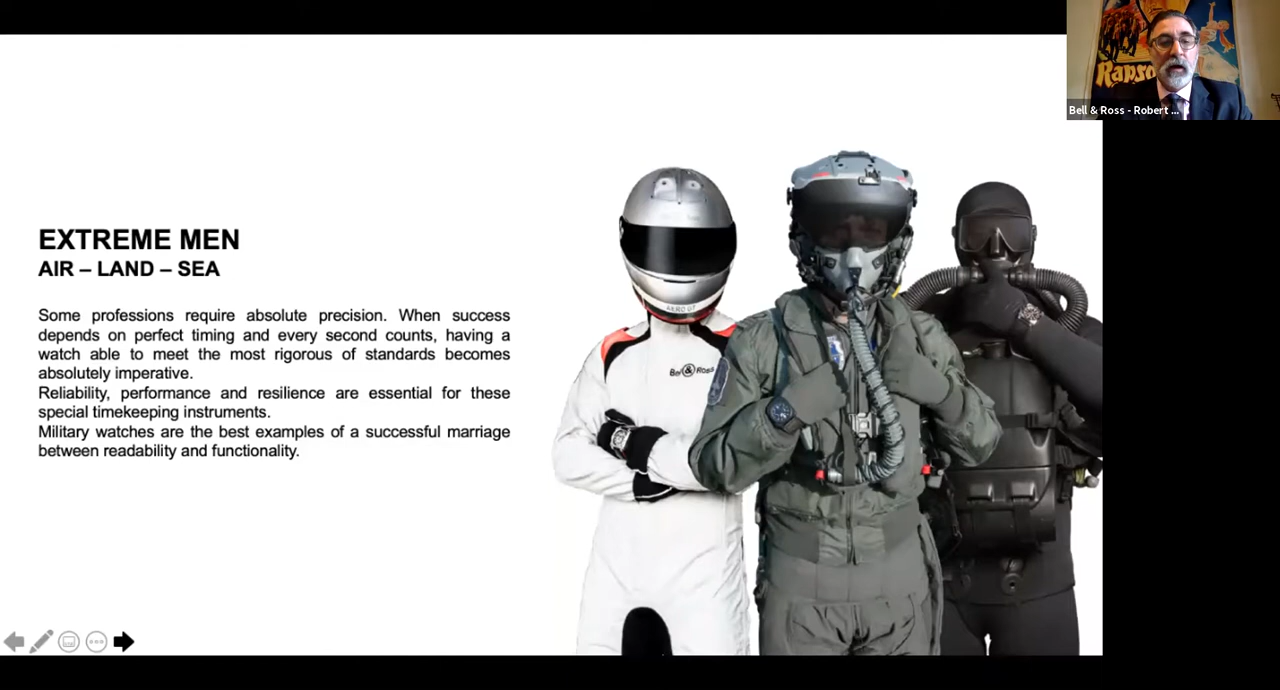 Rapso
Bell & Ross - Robert ...
EXTREME MEN
AIR – LAND – SEA
Some professions require absolute precision. When success
depends on perfect timing and every second counts, having a
watch able to meet the most rigorous of standards becomes
absolutely imperative.
Reliability, performance and resilience are essential for these
special timekeeping instruments.
Military watches are the best examples of a successful marriage
between readability and functionality.
AERO GT
Bell & Ross